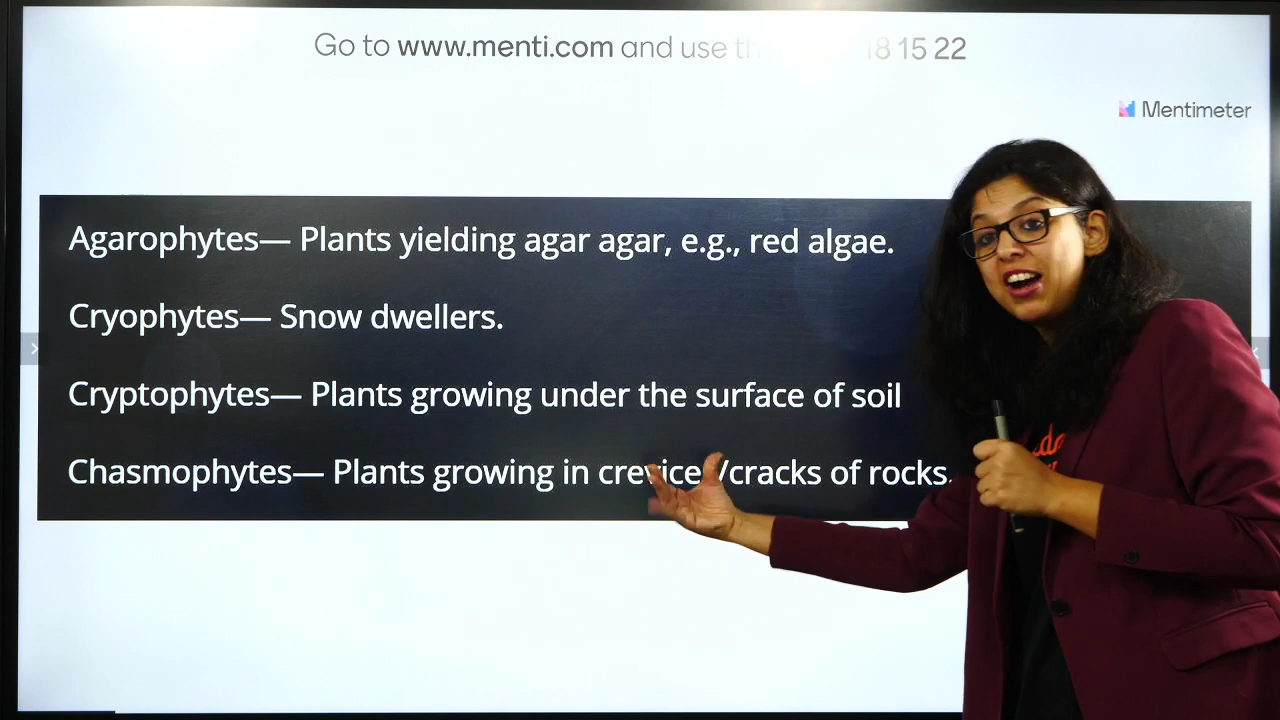 Go to www.menti.com and use 18 15 22
Mentimeter
Agarophytes— Plants yielding agar agar, e.g., red algae.
Cryophytes— Snow dwellers.
Cryptophytes— Plants growing under the surface of soil
Chasmophytes— Plants growing in crevice /cracks of rocks.